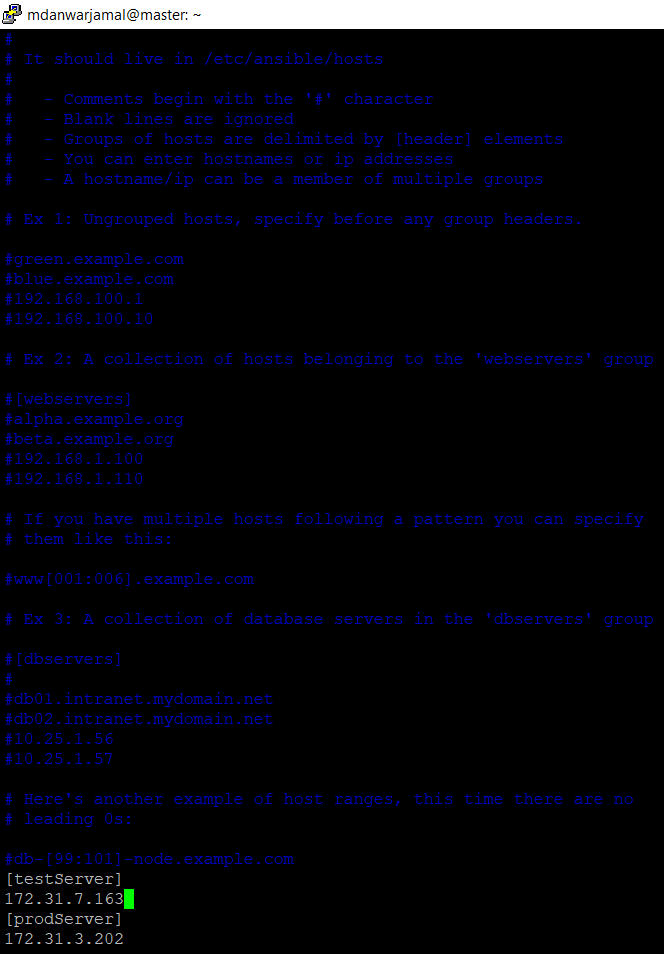 mdanwarjamal@master: ~
#
# It should live in /etc/ansible/hosts
#
#   - Comments begin with the '#' character
#   - Blank lines are ignored
#   - Groups of hosts are delimited by [header] elements
#   - You can enter hostnames or ip addresses
#   - A hostname/ip can be a member of multiple groups
# Ex 1: Ungrouped hosts, specify before any group headers.
#green.example.com
#blue.example.com
#192.168.100.1
#192.168.100.10
# Ex 2: A collection of hosts belonging to the 'webservers' group
#[webservers]
#alpha.example.org
#beta.example.org
#192.168.1.100
#192.168.1.110
# If you have multiple hosts following a pattern you can specify
# them like this:
#www[001:006].example.com
# Ex 3: A collection of database servers in the 'dbservers' group
#[dbservers]
#
#db01.intranet.mydomain.net
#db02.intranet.mydomain.net
#10.25.1.56
#10.25.1.57
# Here's another example of host ranges, this time there are no
# leading 0s:
#db-[99:101]-node.example.com
[testServer]
172.31.7.163
[prodServer]
172.31.3.202